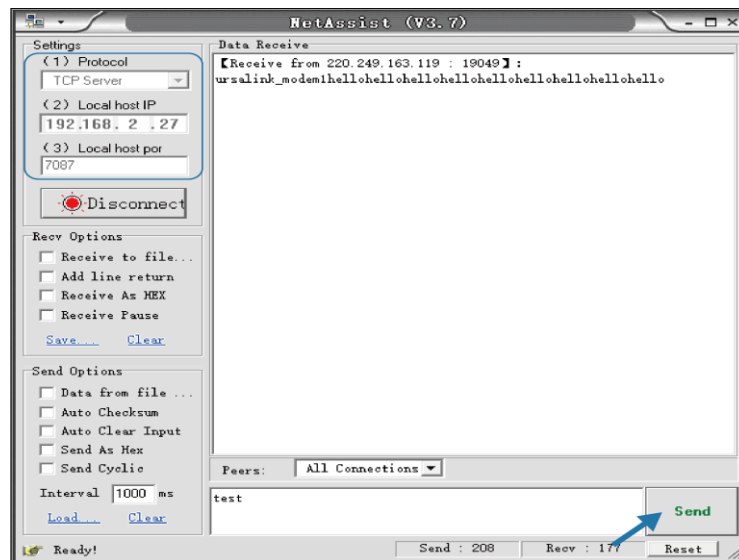 NetAssist (V3.7)
Settings
(1) Protocol
TCP Server
(2) Local host IP
192.168. 2 .27
(3) Local host por
7087
Disconnect
Recv Options
Receive to file...
Add line return
Receive As HEX
Receive Pause
Save... Clear
Send Options
Data from file ...
Auto Checksum
Auto Clear Input
Send As Hex
Send Cyclic
Interval 1000 ms
Load... Clear
Data Receive
【Receive from 220.249.163.119 : 19049】:
ursalink_modem1hellohellohellohellohellohellohellohellohello
Peers: All Connections
test
Send
Ready!
Send : 208
Recv : 177
Reset